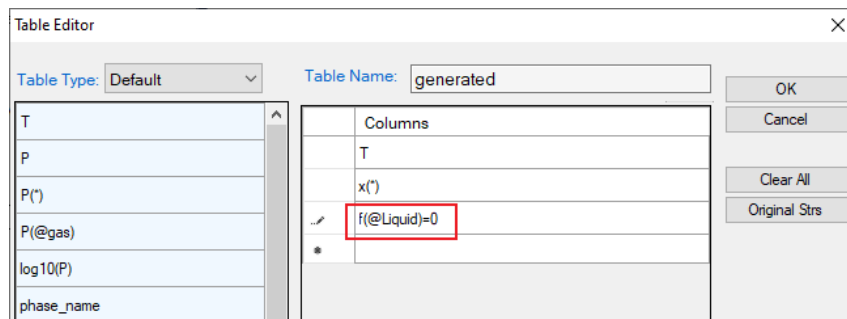 Table Editor
Table Type: Default
Table Name: generated
OK
Cancel
Clear All
Original Strs
T
P
P(*)
P(@gas)
log10(P)
phase_name
Columns
T
x(*)
f(@Liquid)=0